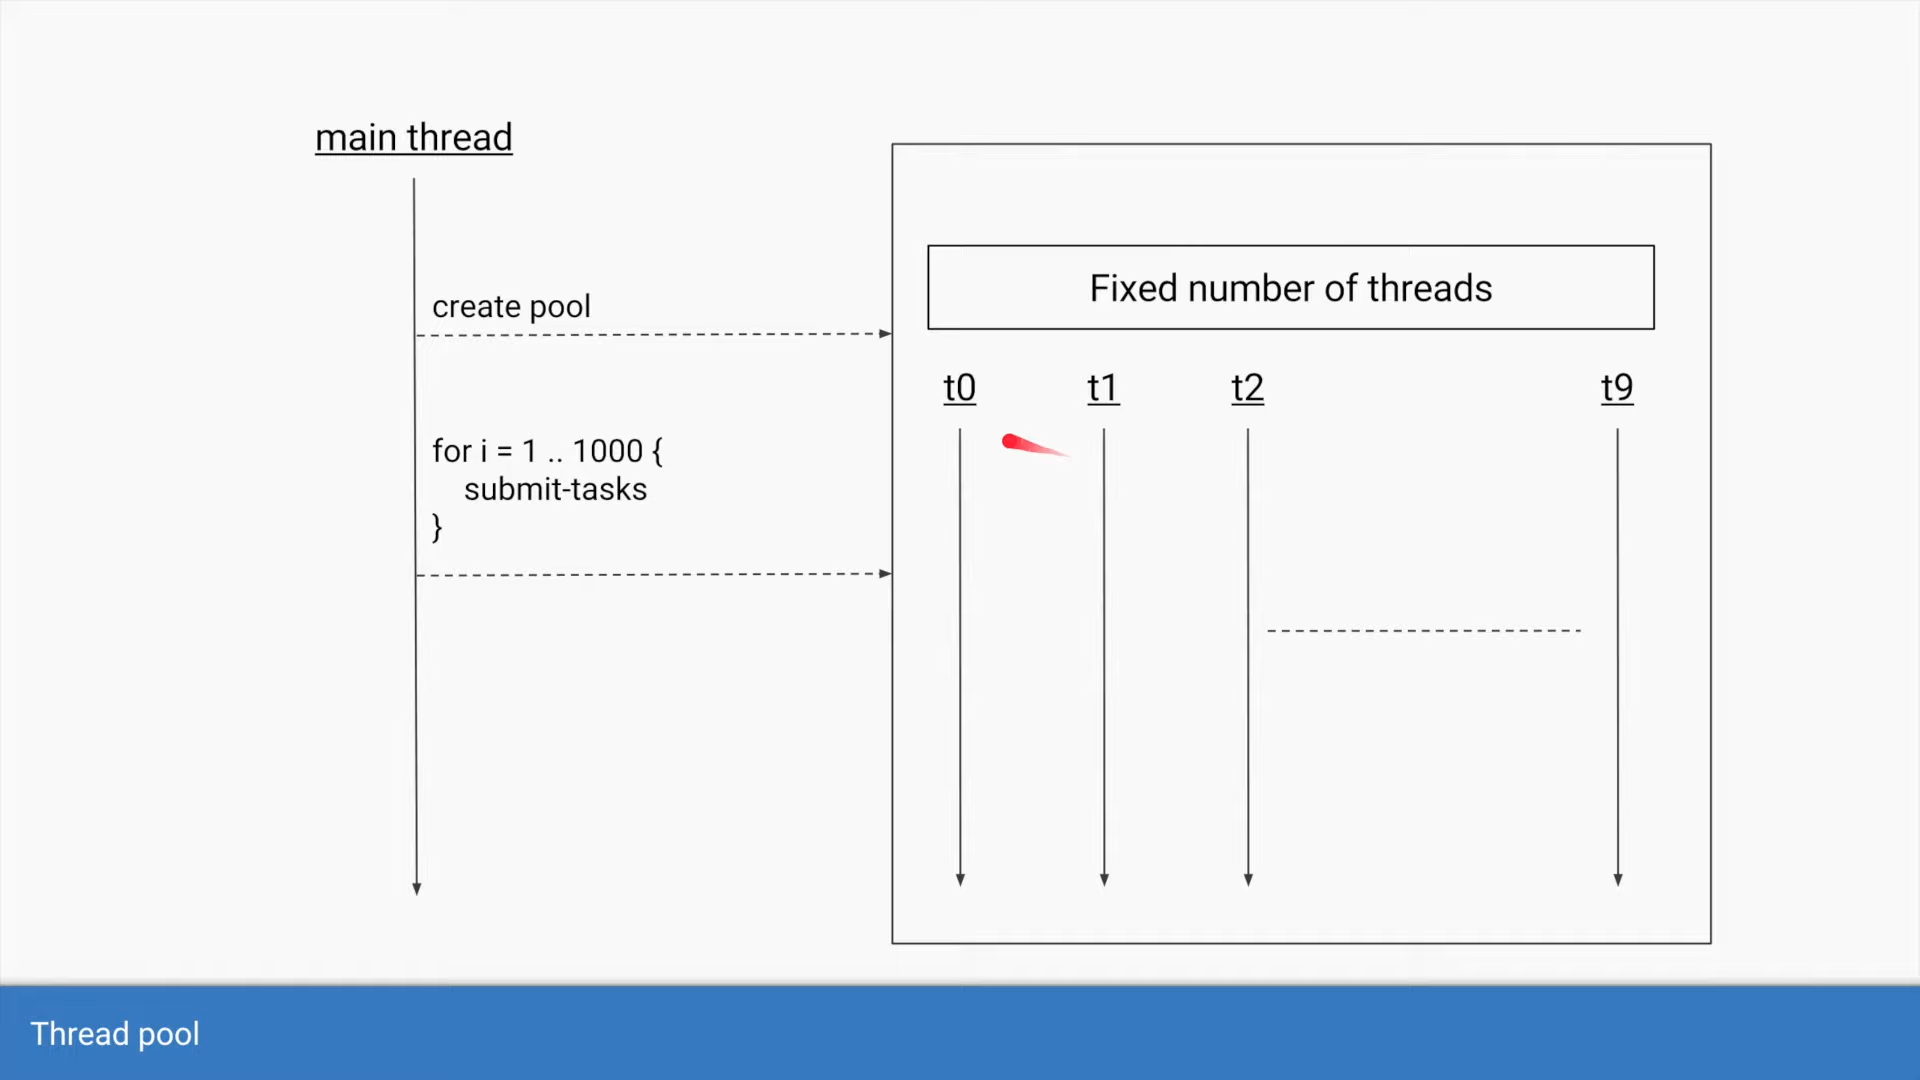 main thread
create pool
for i = 1 .. 1000 {
submit-tasks
}
Fixed number of threads
t0 t1 t2 t9
Thread pool